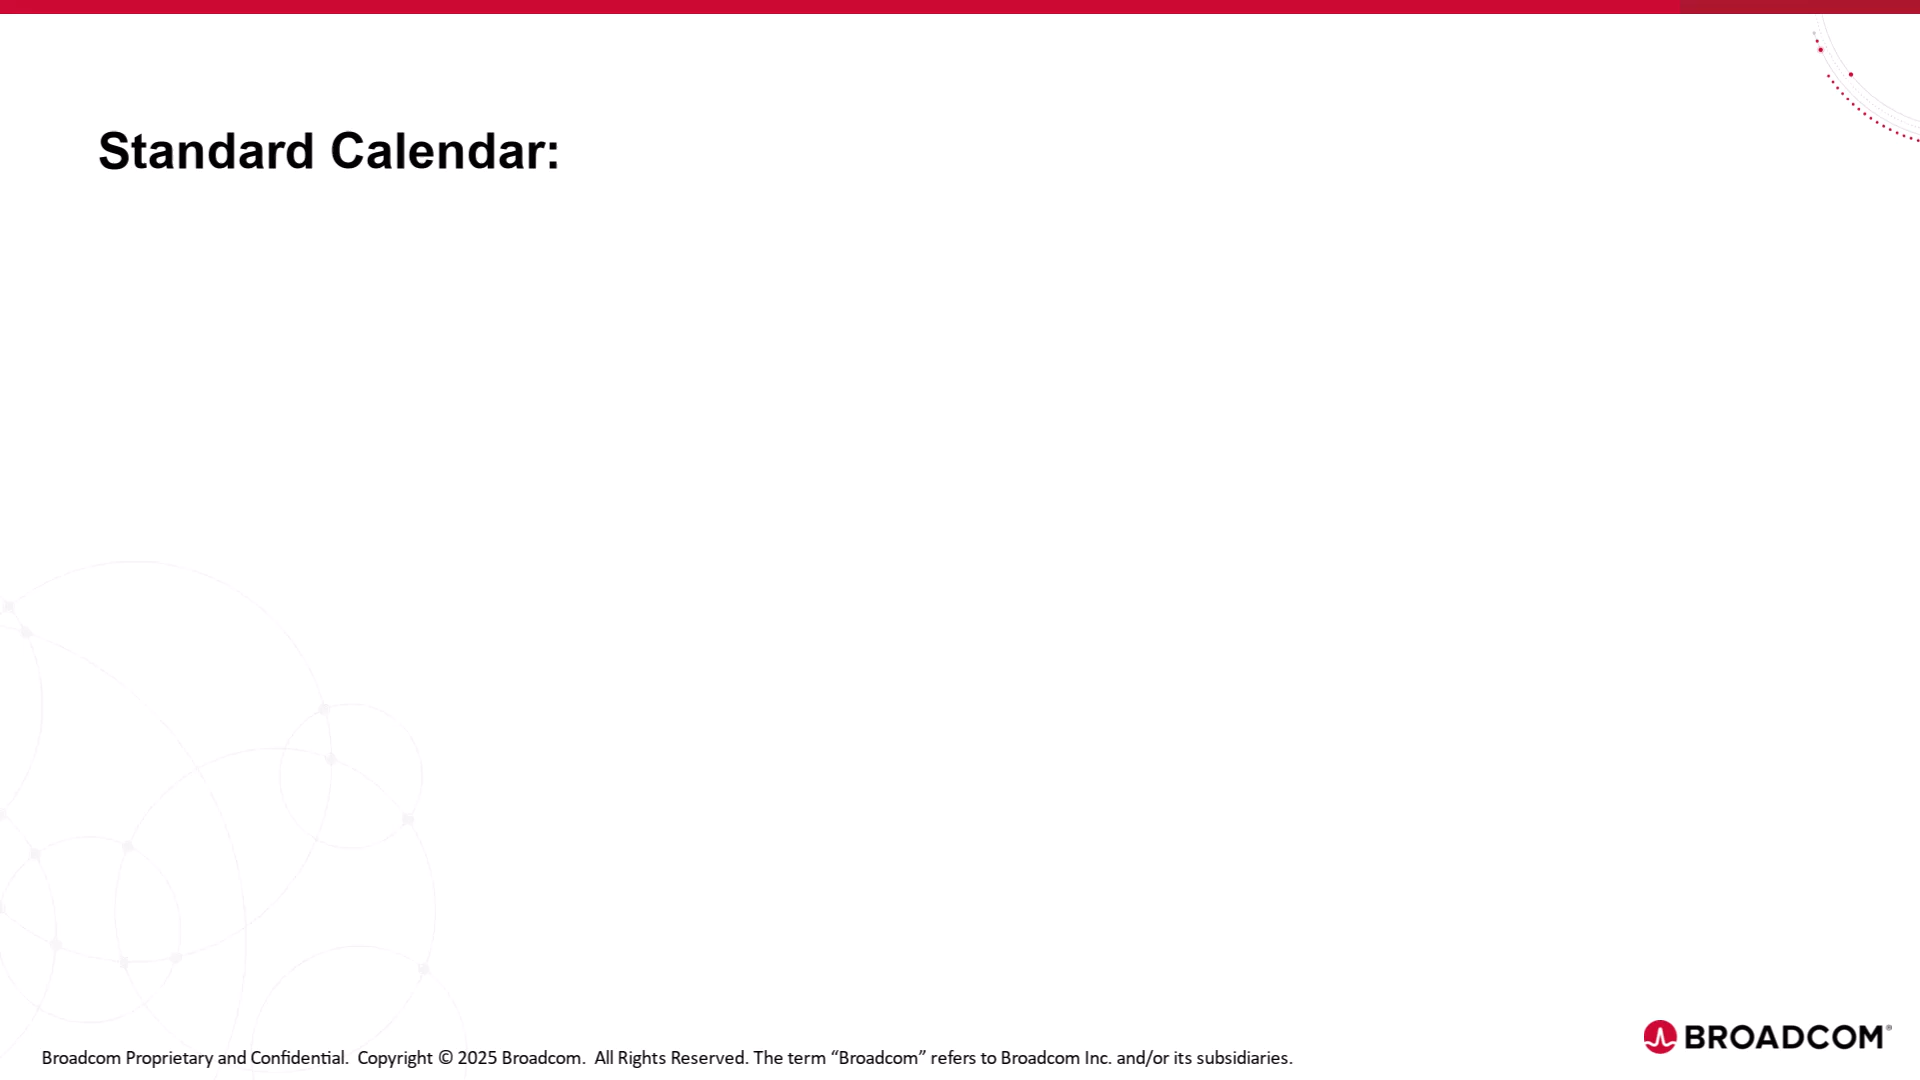 Standard Calendar:
BROADCOM®
Broadcom Proprietary and Confidential.  Copyright © 2025 Broadcom.  All Rights Reserved. The term “Broadcom” refers to Broadcom Inc. and/or its subsidiaries.